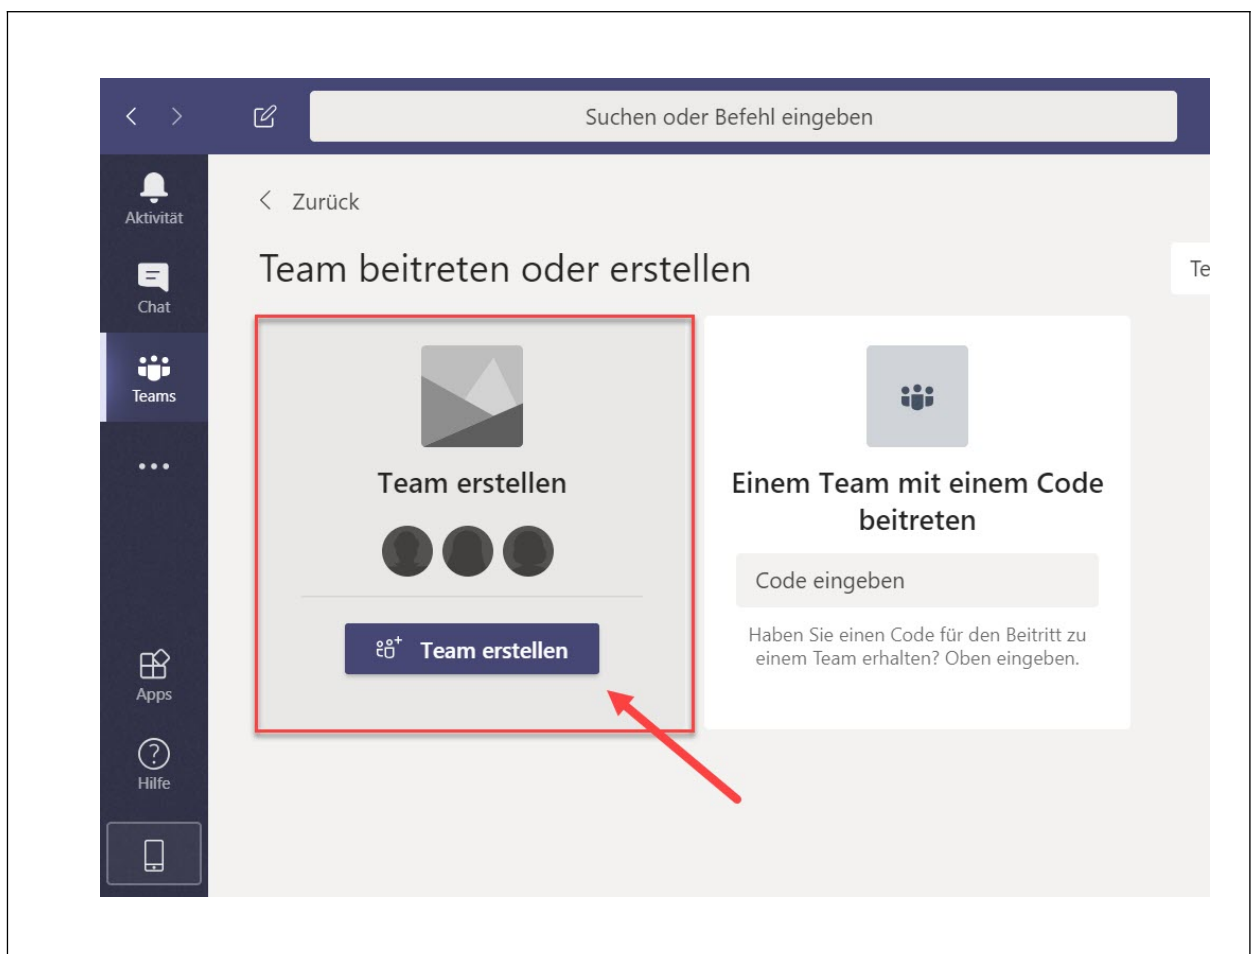 Suchen oder Befehl eingeben
Aktivität
Chat
Teams
Apps
Hilfe
Zurück
Team beitreten oder erstellen
Te
Team erstellen
Team erstellen
Einem Team mit einem Code
beitreten
Code eingeben
Haben Sie einen Code für den Beitritt zu
einem Team erhalten? Oben eingeben.